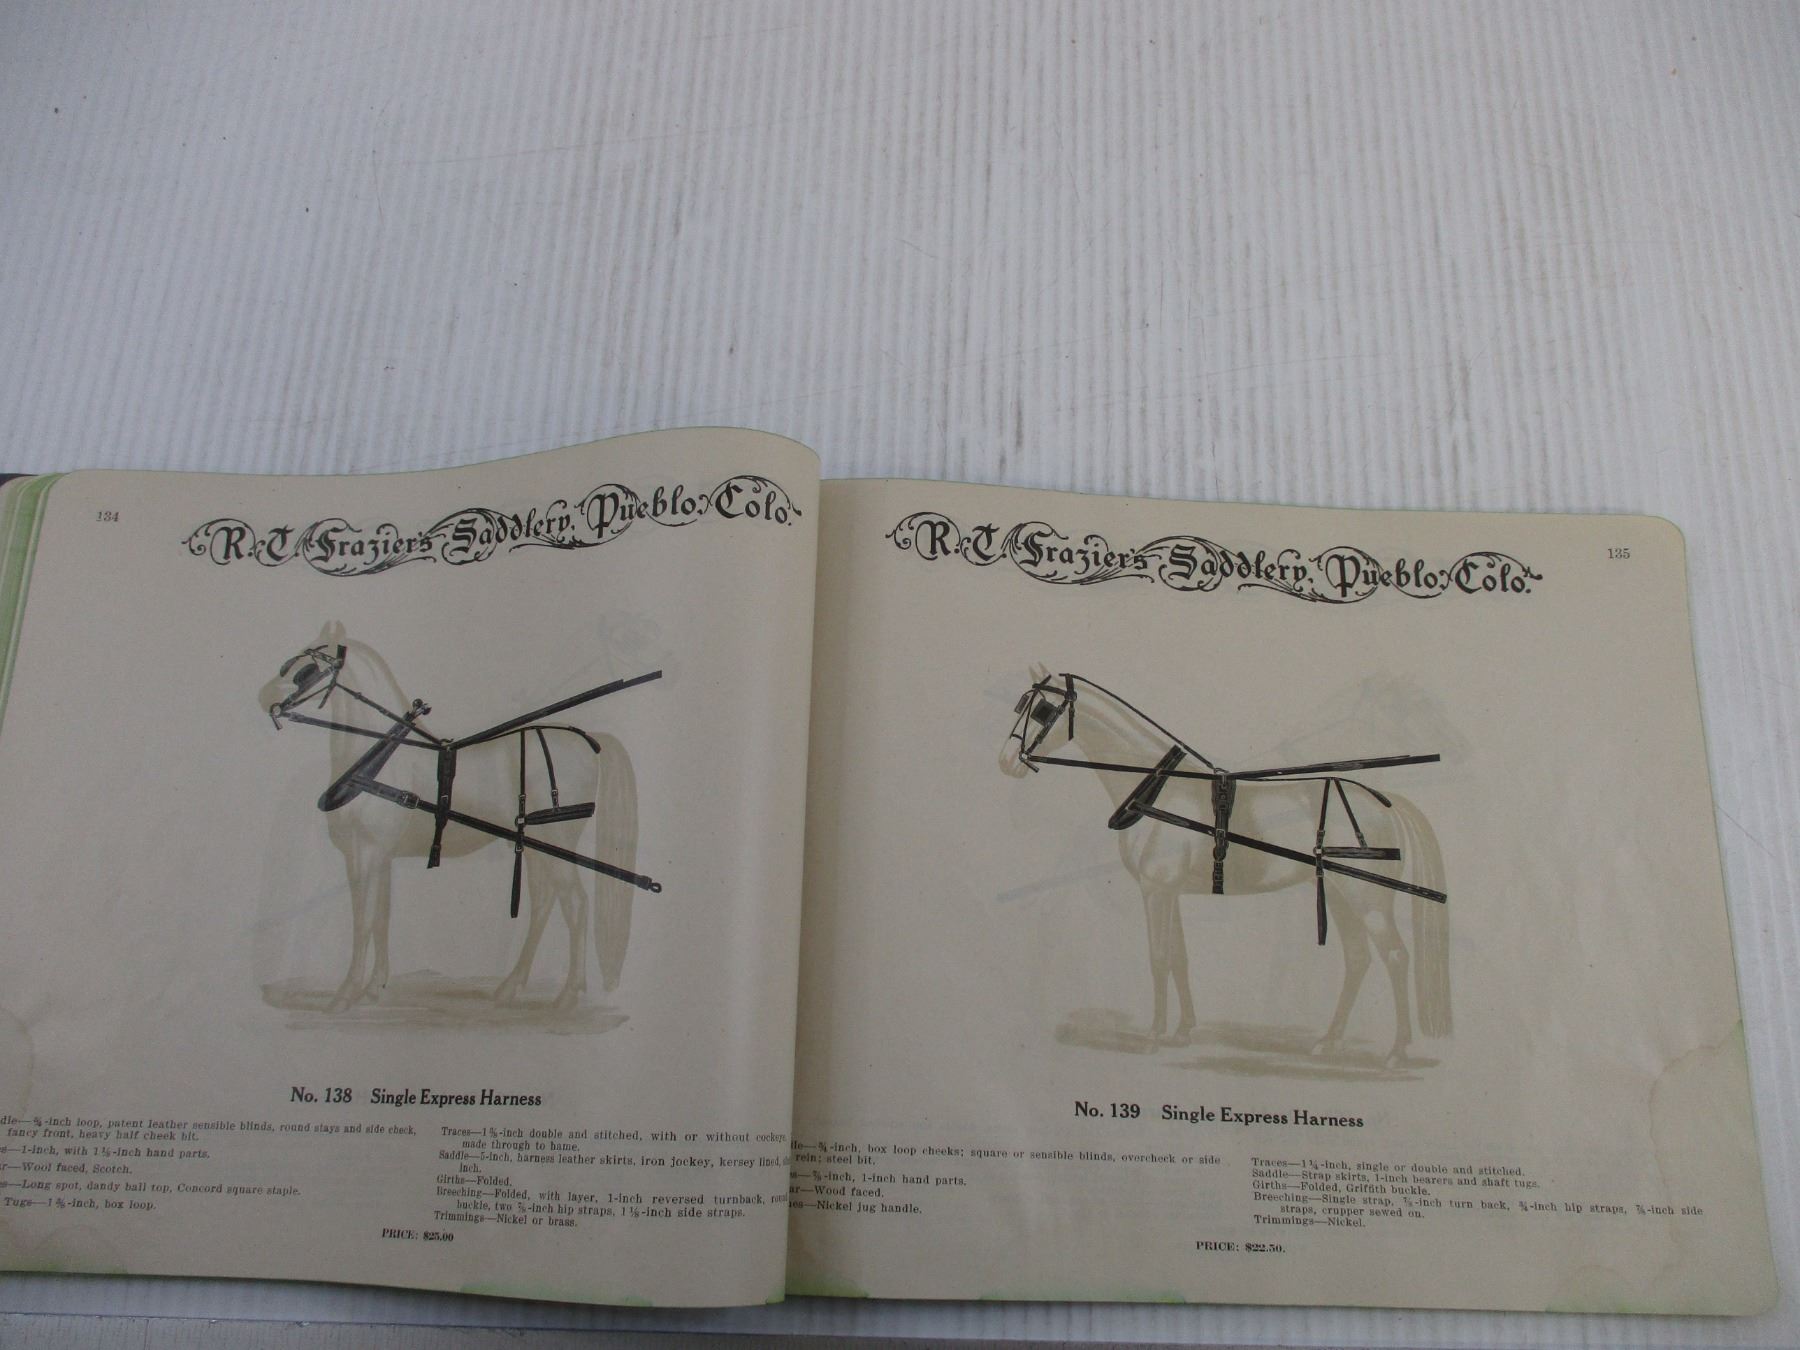 134
R. T. Frazier's Saddlery, Pueblo, Colo.
No. 138 Single Express Harness
dle—¾-inch loop, patent leather sensible blinds, round stays and side check,
fancy front, heavy half cheek bit.
s—1-inch, with 1⅛-inch hand parts.
r—Wool faced, Scotch.
s—Long spot, dandy ball top, Concord square staple.
Tugs—1⅜-inch, box loop.
Traces—1⅜-inch double and stitched, with or without cockeye,
made through to hame.
Saddle—5-inch, harness leather skirts, iron jockey, kersey lined,
inch.
Girths—Folded.
Breeching—Folded, with layer, 1-inch reversed turnback, round
buckle, two ⅞-inch hip straps, 1⅛-inch side straps.
Trimmings—Nickel or brass.
PRICE: $25.00
R. T. Frazier's Saddlery, Pueblo, Colo.
135
No. 139 Single Express Harness
le—¾-inch, box loop cheeks; square or sensible blinds, overcheck or side
rein; steel bit.
s—⅞-inch, 1-inch hand parts.
ar—Wood faced.
es—Nickel jug handle.
Traces—1¼-inch, single or double and stitched.
Saddle—Strap skirts, 1-inch bearers and shaft tugs.
Girths—Folded, Griffith buckle.
Breeching—Single strap, ⅞-inch turn back, ¾-inch hip straps, ⅞-inch side
straps, crupper sewed on.
Trimmings—Nickel.
PRICE: $22.50.